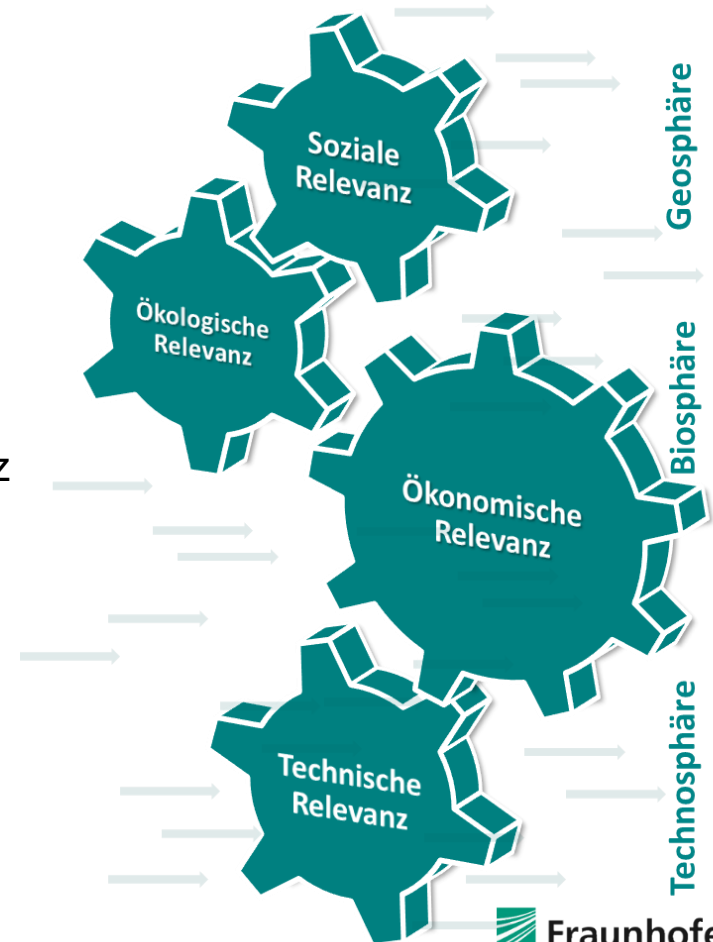 Soziale
Relevanz
Geosphäre
Ökologische
Relevanz
Biosphäre
z
Ökonomische
Relevanz
Technische
Relevanz
Technosphäre